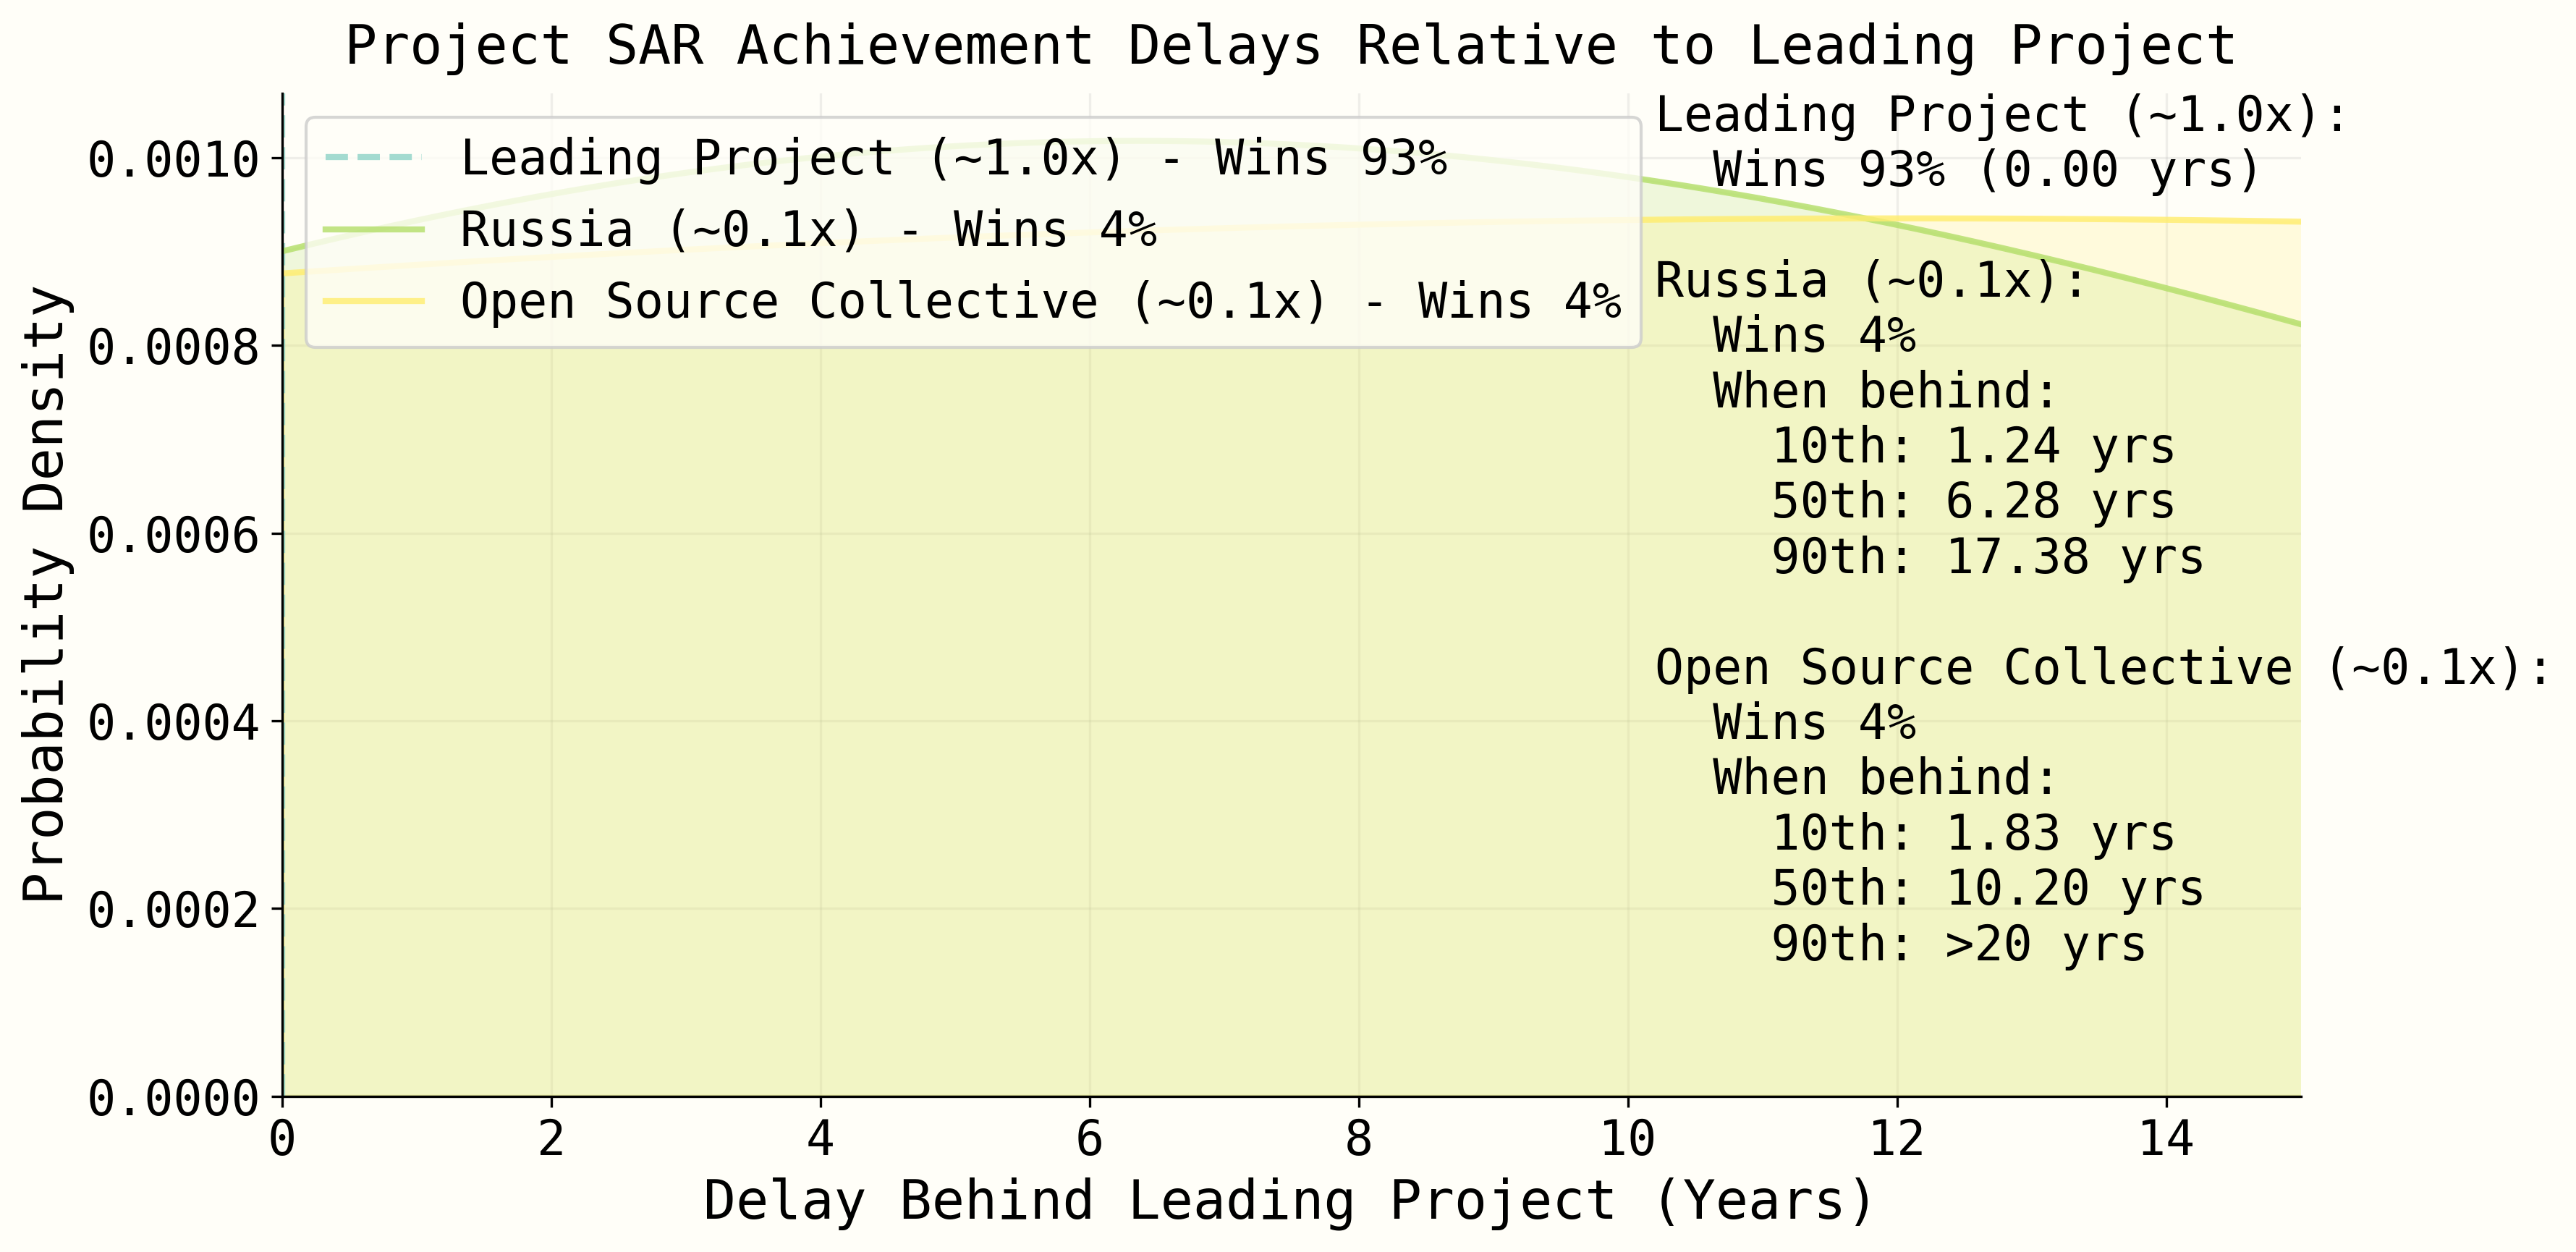 Project SAR Achievement Delays Relative to Leading Project
Leading Project (~1.0x) - Wins 93%
Russia (~0.1x) - Wins 4%
Open Source Collective (~0.1x) - Wins 4%
Leading Project (~1.0x):
Wins 93% (0.00 yrs)
Russia (~0.1x):
Wins 4%
When behind:
10th: 1.24 yrs
50th: 6.28 yrs
90th: 17.38 yrs
Open Source Collective (~0.1x):
Wins 4%
When behind:
10th: 1.83 yrs
50th: 10.20 yrs
90th: >20 yrs
Probability Density
0.0010
0.0008
0.0006
0.0004
0.0002
0.0000
0 2 4 6 8 10 12 14
Delay Behind Leading Project (Years)